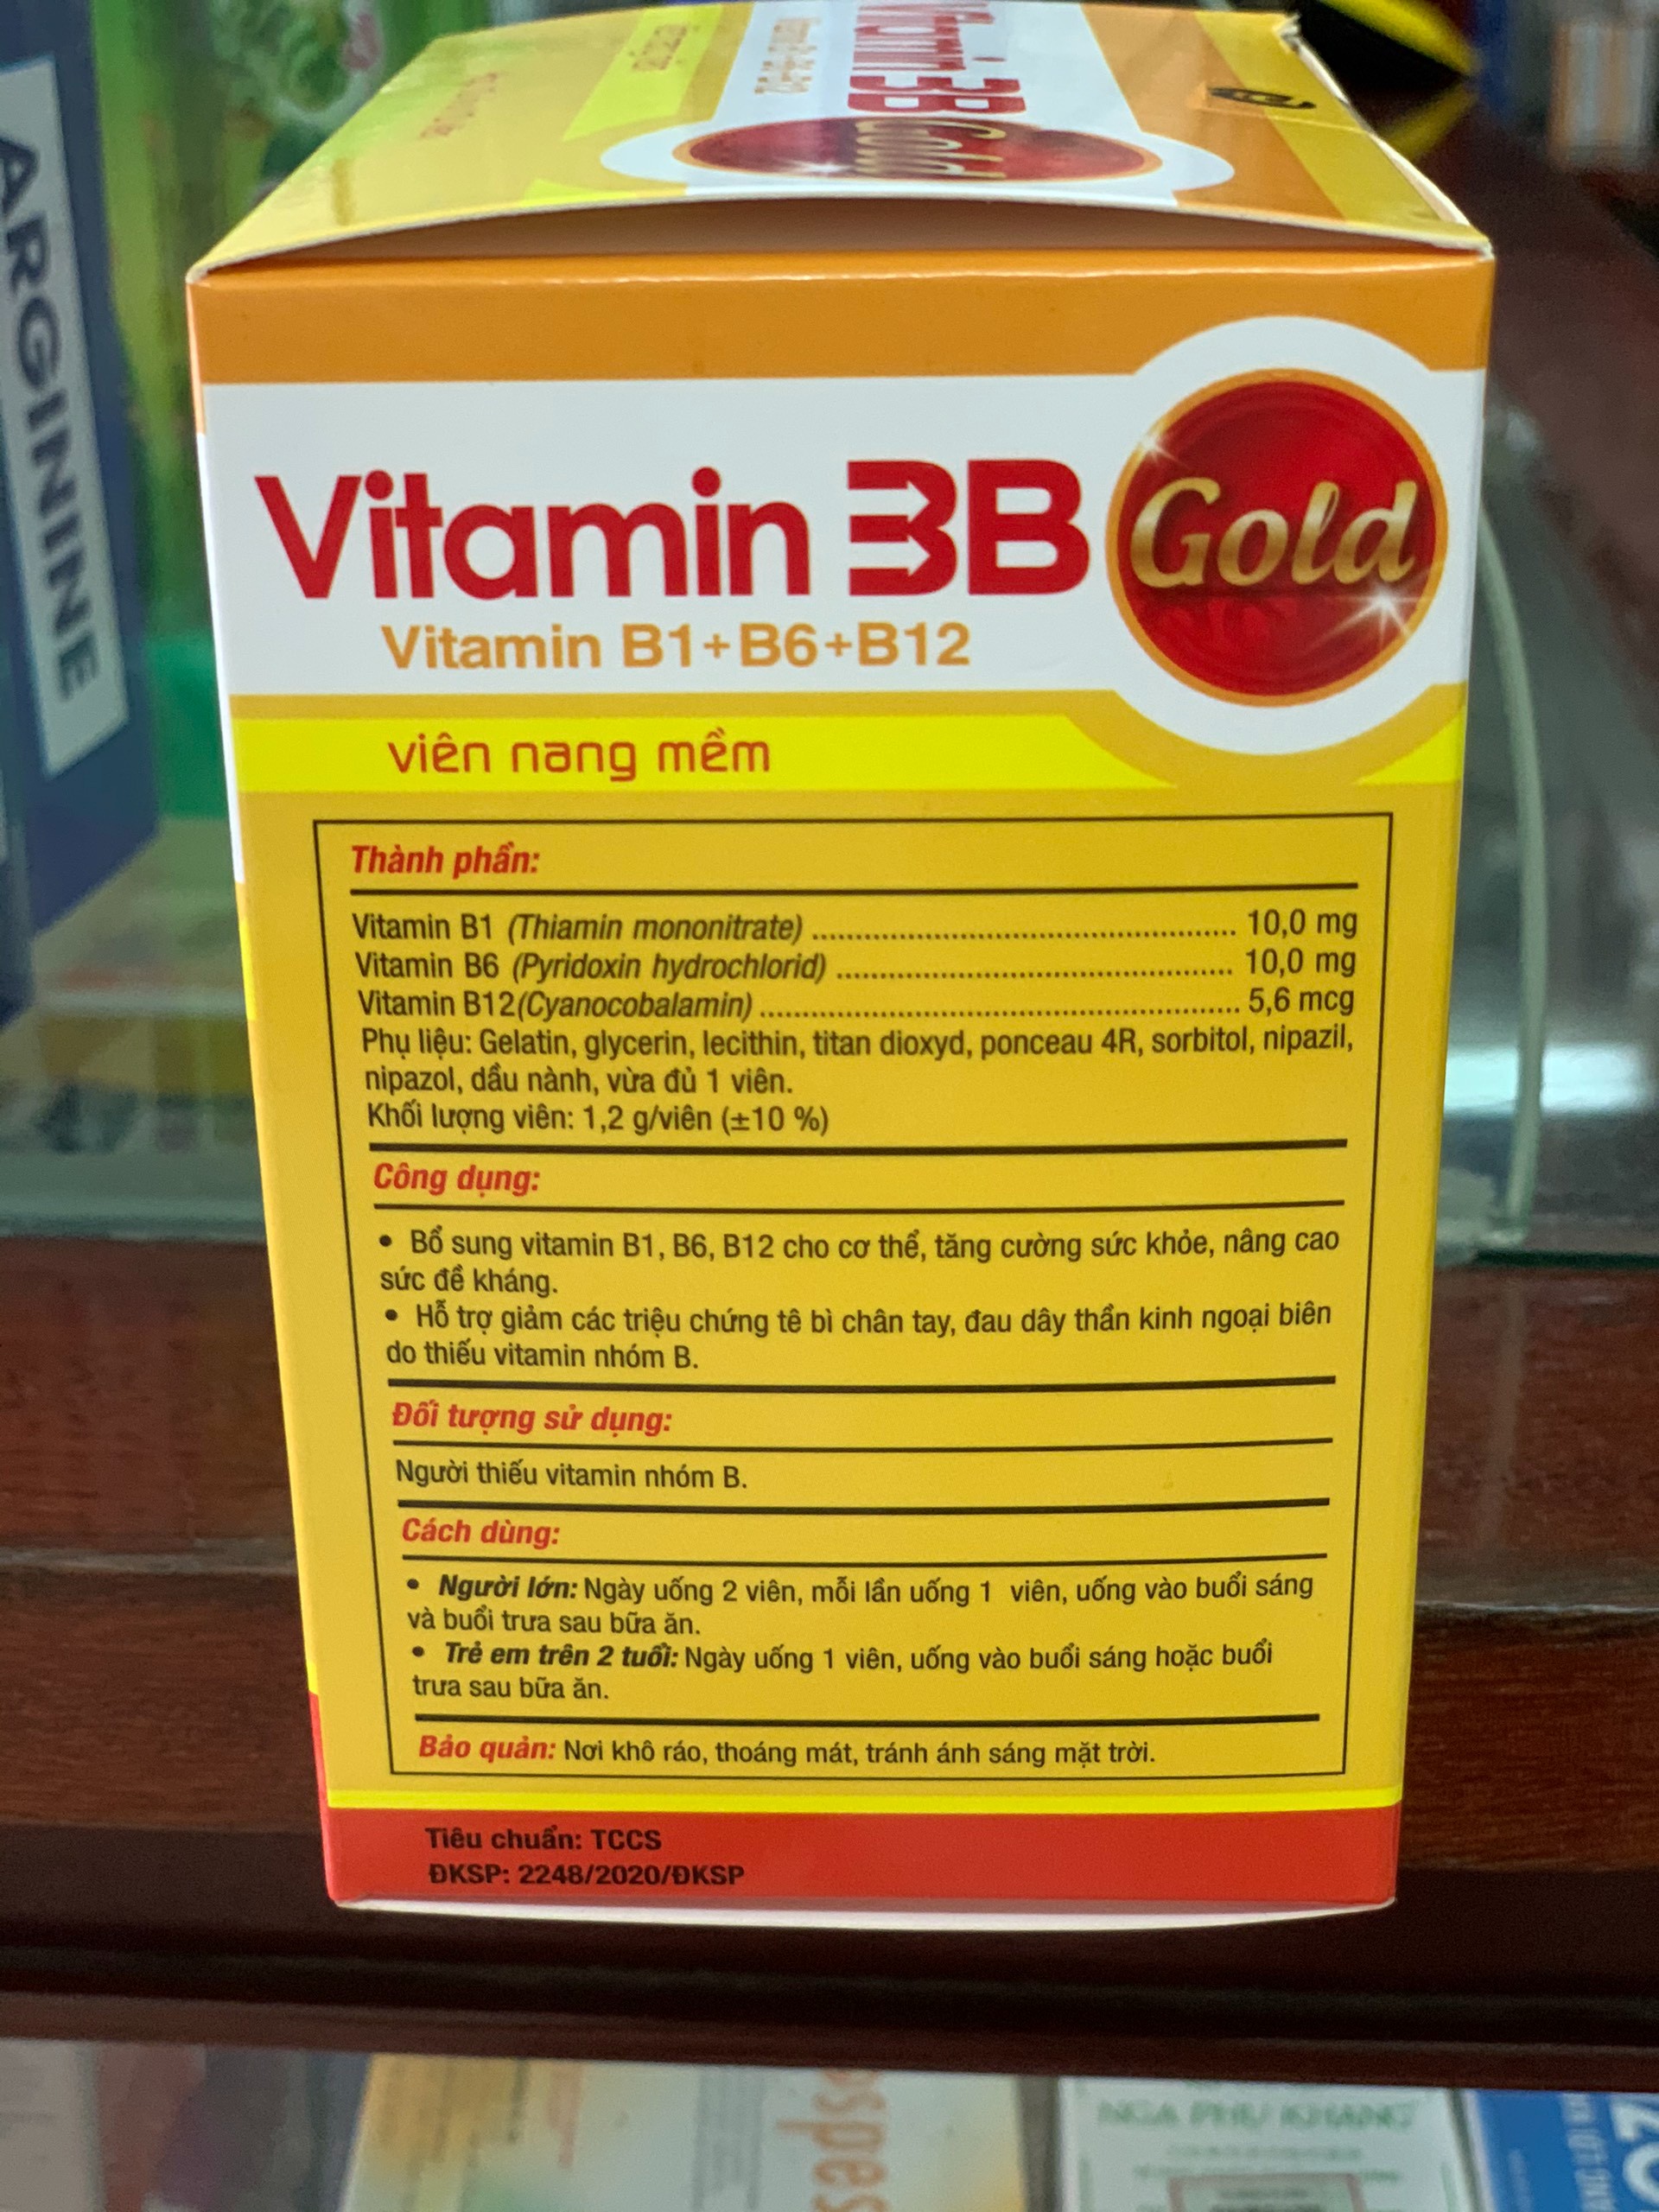 Vitamin 3B
Gold
ARGININE
Vitamin 3B Gold
Vitamin B1+B6+B12
viên nang mềm
Thành phần:
Vitamin B1 (Thiamin mononitrate) ................................................ 10,0 mg
Vitamin B6 (Pyridoxin hydrochlorid) ............................................. 10,0 mg
Vitamin B12(Cyanocobalamin) ...................................................... 5,6 mcg
Phụ liệu: Gelatin, glycerin, lecithin, titan dioxyd, ponceau 4R, sorbitol, nipazil,
nipazol, dầu nành, vừa đủ 1 viên.
Khối lượng viên: 1,2 g/viên (±10 %)
Công dụng:
• Bổ sung vitamin B1, B6, B12 cho cơ thể, tăng cường sức khỏe, nâng cao
sức đề kháng.
• Hỗ trợ giảm các triệu chứng tê bì chân tay, đau dây thần kinh ngoại biên
do thiếu vitamin nhóm B.
Đối tượng sử dụng:
Người thiếu vitamin nhóm B.
Cách dùng:
• Người lớn: Ngày uống 2 viên, mỗi lần uống 1 viên, uống vào buổi sáng
và buổi trưa sau bữa ăn.
• Trẻ em trên 2 tuổi: Ngày uống 1 viên, uống vào buổi sáng hoặc buổi
trưa sau bữa ăn.
Bảo quản: Nơi khô ráo, thoáng mát, tránh ánh sáng mặt trời.
Tiêu chuẩn: TCCS
ĐKSP: 2248/2020/ĐKSP
NGA PHỤ KHANG